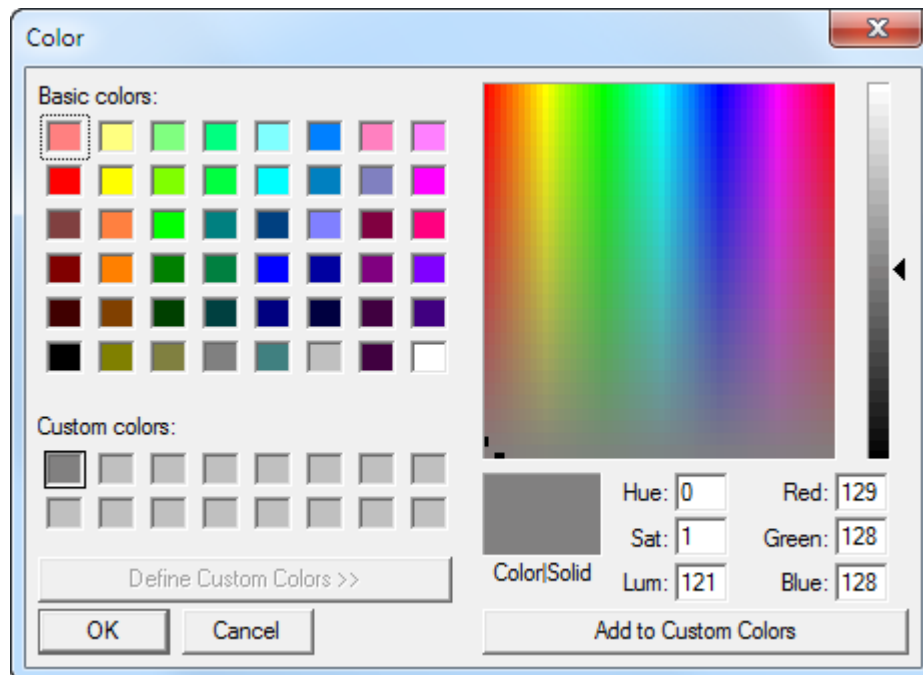 Color
Basic colors:
Custom colors:
Define Custom Colors >>
OK Cancel
Color|Solid
Hue: 0 Red: 129
Sat: 1 Green: 128
Lum: 121 Blue: 128
Add to Custom Colors